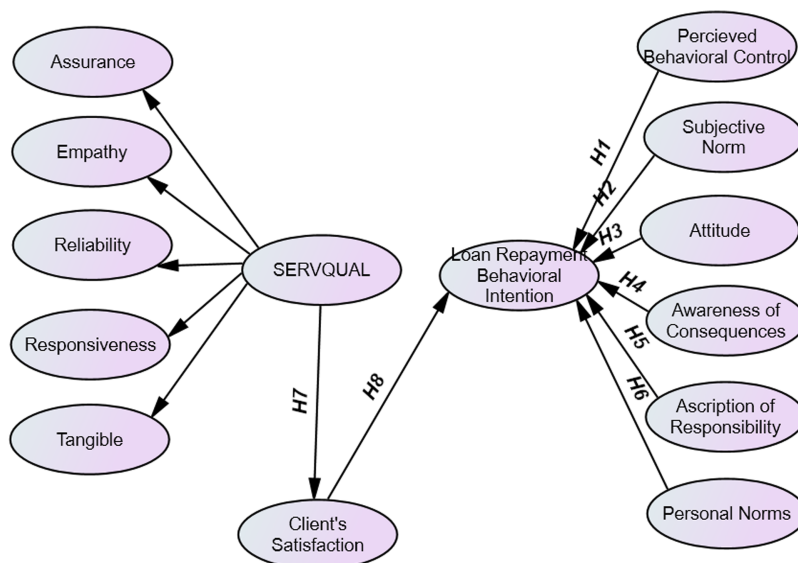 Assurance
Empathy
Reliability
Responsiveness
Tangible
SERVQUAL
H7
Client's
Satisfaction
H8
Loan Repayment
Behavioral
Intention
H1
H2
H3
H4
H5
H6
Percieved
Behavioral Control
Subjective
Norm
Attitude
Awareness of
Consequences
Ascription of
Responsibility
Personal Norms